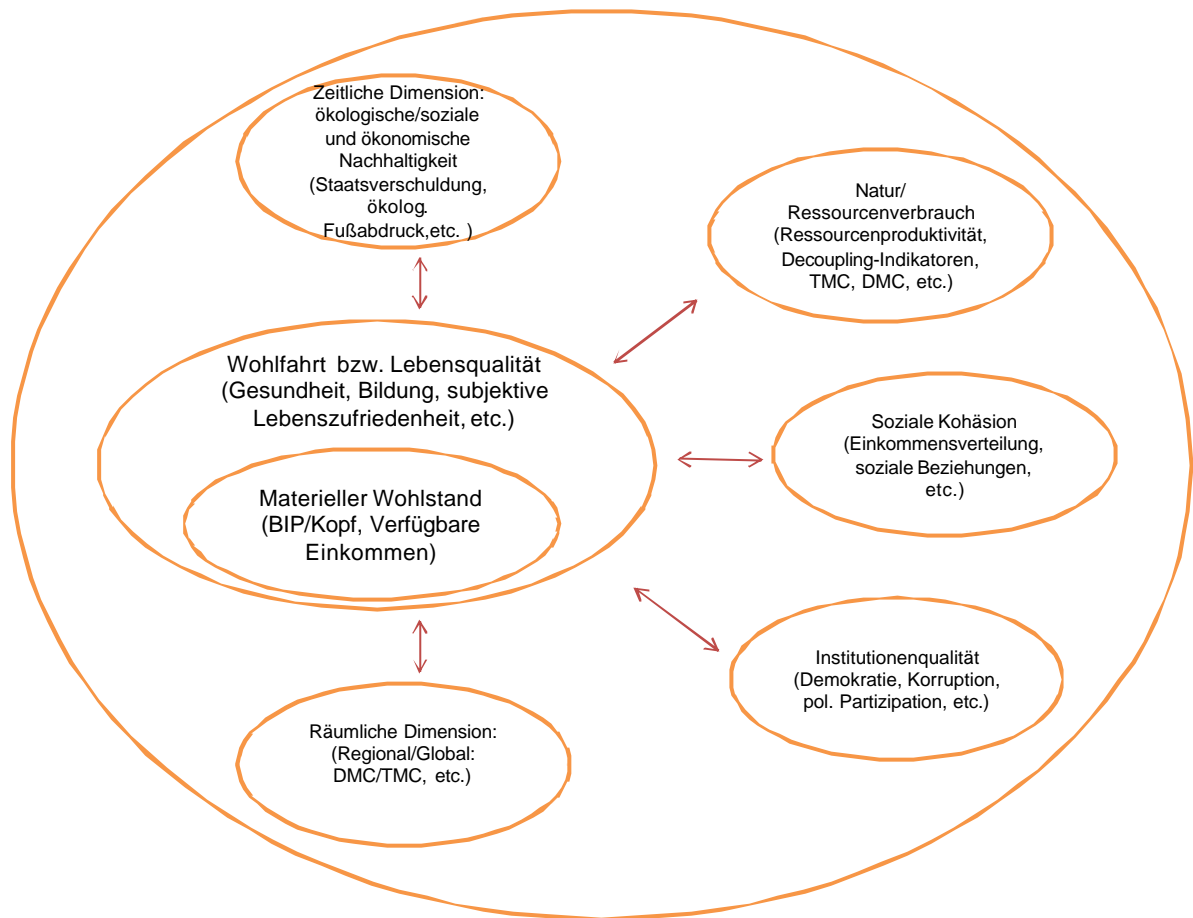 Zeitliche Dimension:
ökologische/soziale
und ökonomische
Nachhaltigkeit
(Staatsverschuldung,
ökolog.
Fußabdruck,etc. )
Natur/
Ressourcenverbrauch
(Ressourcenproduktivität,
Decoupling-Indikatoren,
TMC, DMC, etc.)
Wohlfahrt bzw. Lebensqualität
(Gesundheit, Bildung, subjektive
Lebenszufriedenheit, etc.)
Soziale Kohäsion
(Einkommensverteilung,
soziale Beziehungen,
etc.)
Materieller Wohlstand
(BIP/Kopf, Verfügbare
Einkommen)
Institutionenqualität
(Demokratie, Korruption,
pol. Partizipation, etc.)
Räumliche Dimension:
(Regional/Global:
DMC/TMC, etc.)